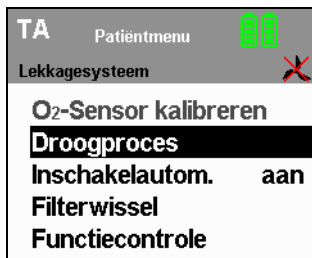 TA Patiëntmenu
Lekkagesysteem
O2-Sensor kalibreren
Droogproces
Inschakelautom. aan
Filterwissel
Functiecontrole